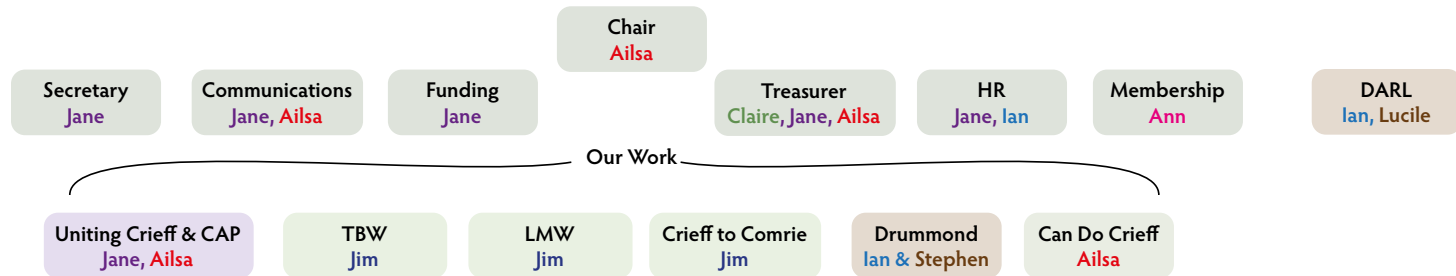 Chair
Ailsa
Secretary
Jane
Communications
Jane, Ailsa
Funding
Jane
Treasurer
Claire, Jane, Ailsa
HR
Jane, Ian
Membership
Ann
DARL
Ian, Lucile
Our Work
Uniting Crieff & CAP
Jane, Ailsa
TBW
Jim
LMW
Jim
Crieff to Comrie
Jim
Drummond
Ian & Stephen
Can Do Crieff
Ailsa